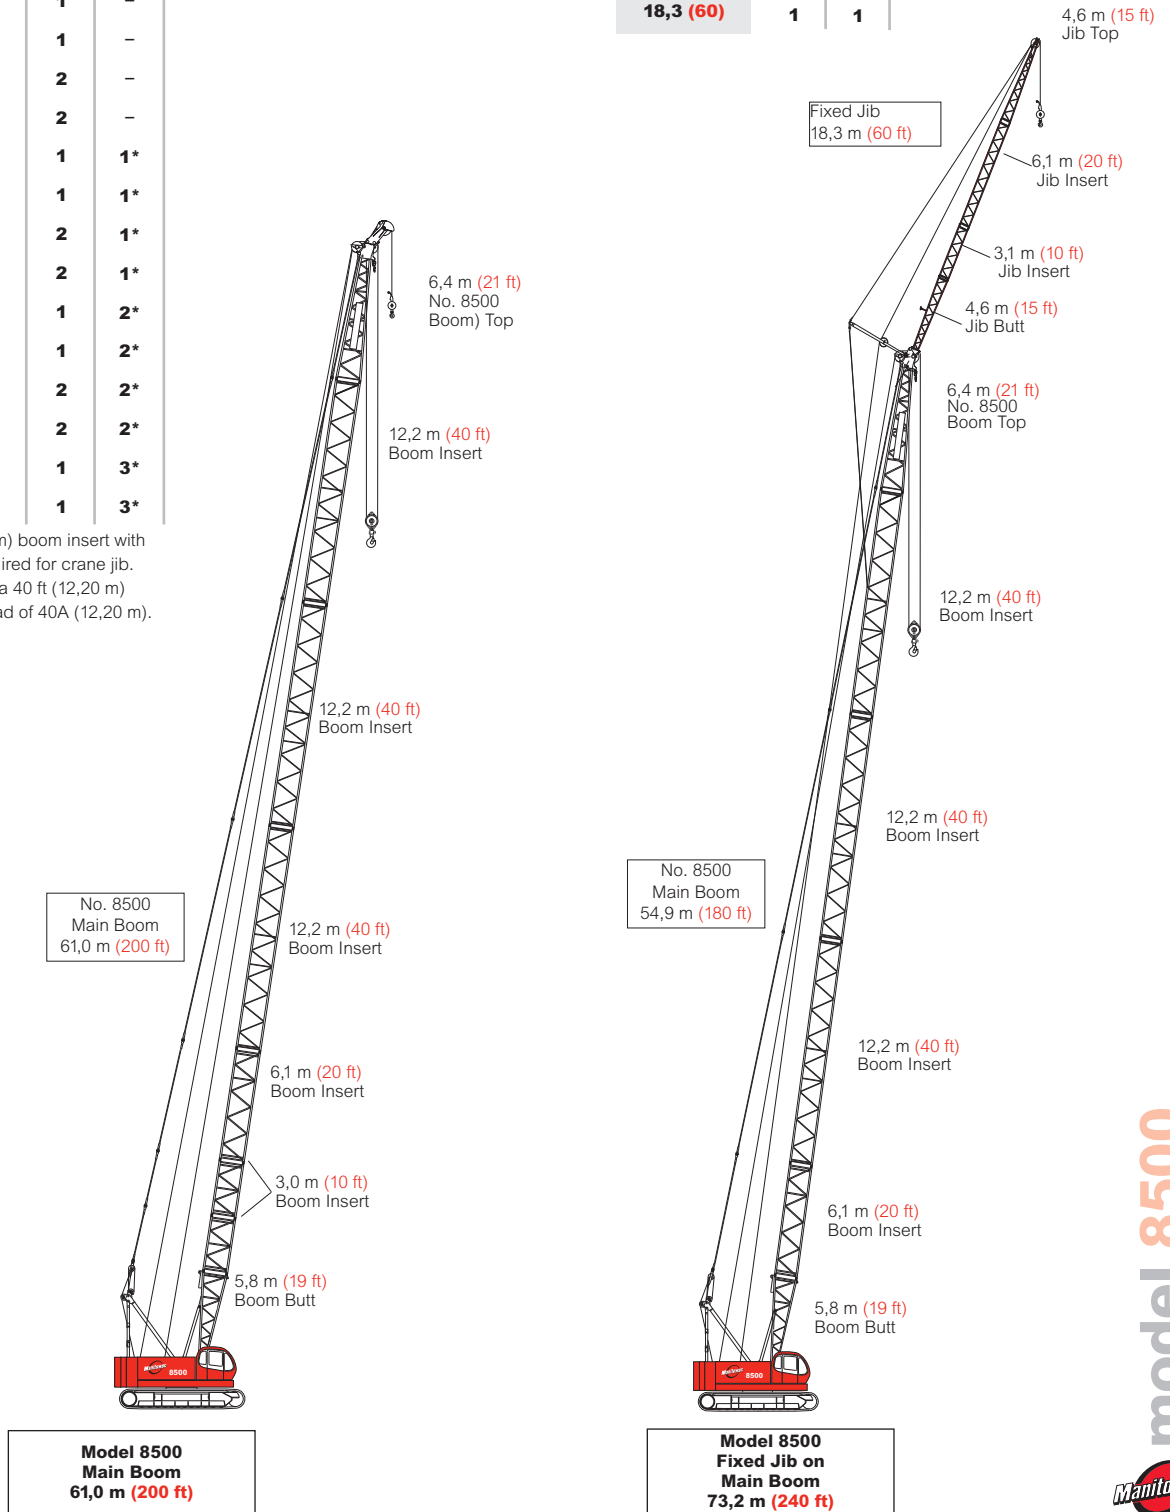 1 –
1 –
2 –
2 –
1 1*
1 1*
2 1*
2 1*
1 2*
1 2*
2 2*
2 2*
1 3*
1 3*
m) boom insert with
ired for crane jib.
a 40 ft (12,20 m)
ad of 40A (12,20 m).
6,4 m (21 ft)
No. 8500
Boom) Top
12,2 m (40 ft)
Boom Insert
12,2 m (40 ft)
Boom Insert
No. 8500
Main Boom
61,0 m (200 ft)
12,2 m (40 ft)
Boom Insert
6,1 m (20 ft)
Boom Insert
3,0 m (10 ft)
Boom Insert
5,8 m (19 ft)
Boom Butt
Manitowoc
8500
Model 8500
Main Boom
61,0 m (200 ft)
18,3 (60) 1 1
4,6 m (15 ft)
Jib Top
Fixed Jib
18,3 m (60 ft)
6,1 m (20 ft)
Jib Insert
3,1 m (10 ft)
Jib Insert
4,6 m (15 ft)
Jib Butt
6,4 m (21 ft)
No. 8500
Boom Top
12,2 m (40 ft)
Boom Insert
12,2 m (40 ft)
Boom Insert
No. 8500
Main Boom
54,9 m (180 ft)
12,2 m (40 ft)
Boom Insert
6,1 m (20 ft)
Boom Insert
5,8 m (19 ft)
Boom Butt
Manitowoc
8500
Model 8500
Fixed Jib on
Main Boom
73,2 m (240 ft)
model 8500
Manito